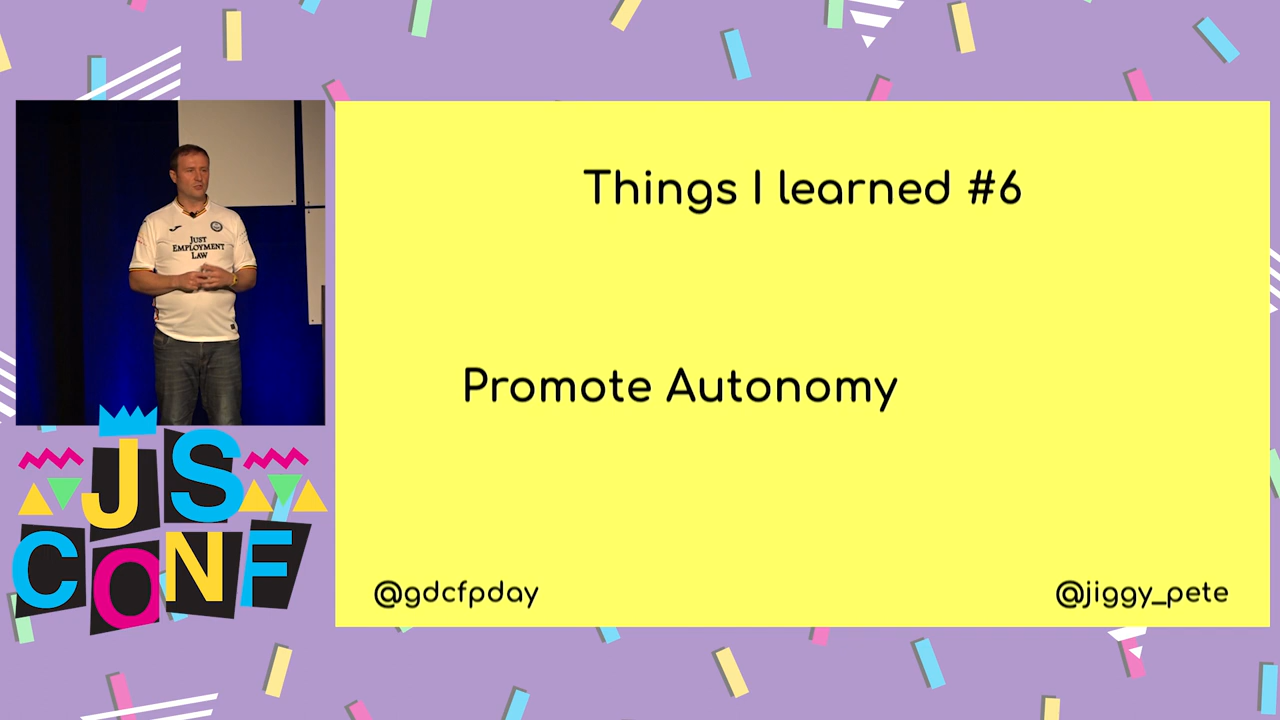 Things I learned #6
JUST
EMPLOYMENT
LAW
Promote Autonomy
JS
CONF
@gdcfpday
@jiggy_pete